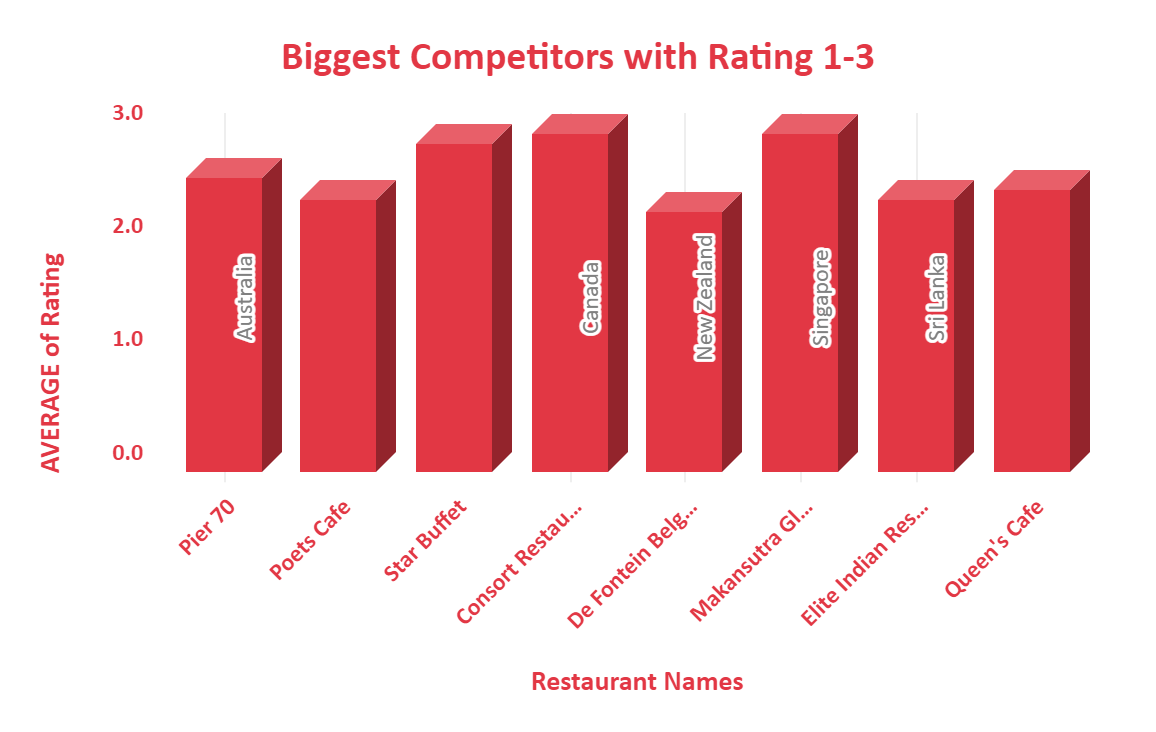 Biggest Competitors with Rating 1-3
3.0
2.0
1.0
0.0
AVERAGE of Rating
Australia
Canada
New Zealand
Singapore
Sri Lanka
Pier 70
Poets Cafe
Star Buffet
Consort Restau...
De Fontein Belg...
Makansutra Gl...
Elite Indian Res...
Queen's Cafe
Restaurant Names